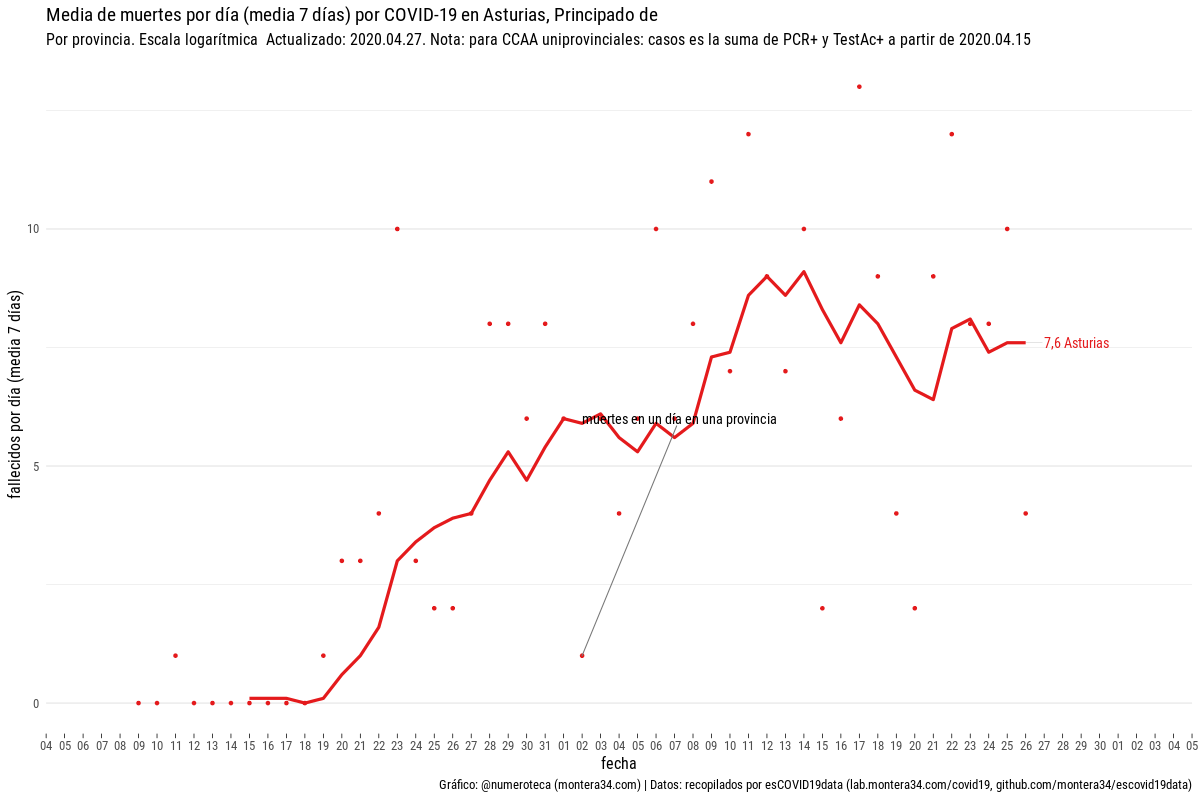 Media de muertes por día (media 7 días) por COVID-19 en Asturias, Principado de
Por provincia. Escala logarítmica  Actualizado: 2020.04.27. Nota: para CCAA uniprovinciales: casos es la suma de PCR+ y TestAc+ a partir de 2020.04.15
fallecidos por día (media 7 días)
10
5
0
7,6 Asturias
muertes en un día en una provincia
04 05 06 07 08 09 10 11 12 13 14 15 16 17 18 19 20 21 22 23 24 25 26 27 28 29 30 31 01 02 03 04 05 06 07 08 09 10 11 12 13 14 15 16 17 18 19 20 21 22 23 24 25 26 27 28 29 30 01 02 03 04 05
fecha
Gráfico: @numeroteca (montera34.com) | Datos: recopilados por esCOVID19data (lab.montera34.com/covid19, github.com/montera34/escovid19data)